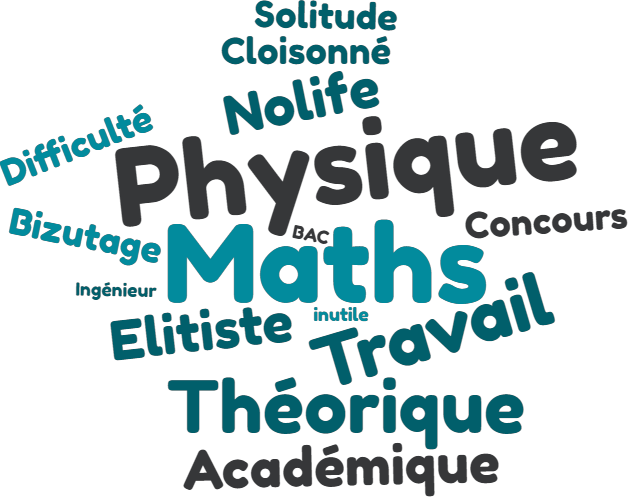 Solitude
Cloisonné
Nolife
Difficulté
Physique
Concours
Bizutage
BAC
Maths
Ingénieur
inutile
Elitiste
Travail
Théorique
Académique